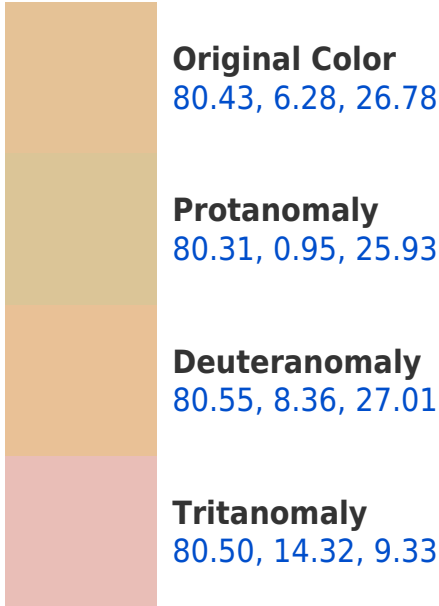 Original Color
80.43, 6.28, 26.78
Protanomaly
80.31, 0.95, 25.93
Deuteranomaly
80.55, 8.36, 27.01
Tritanomaly
80.50, 14.32, 9.33